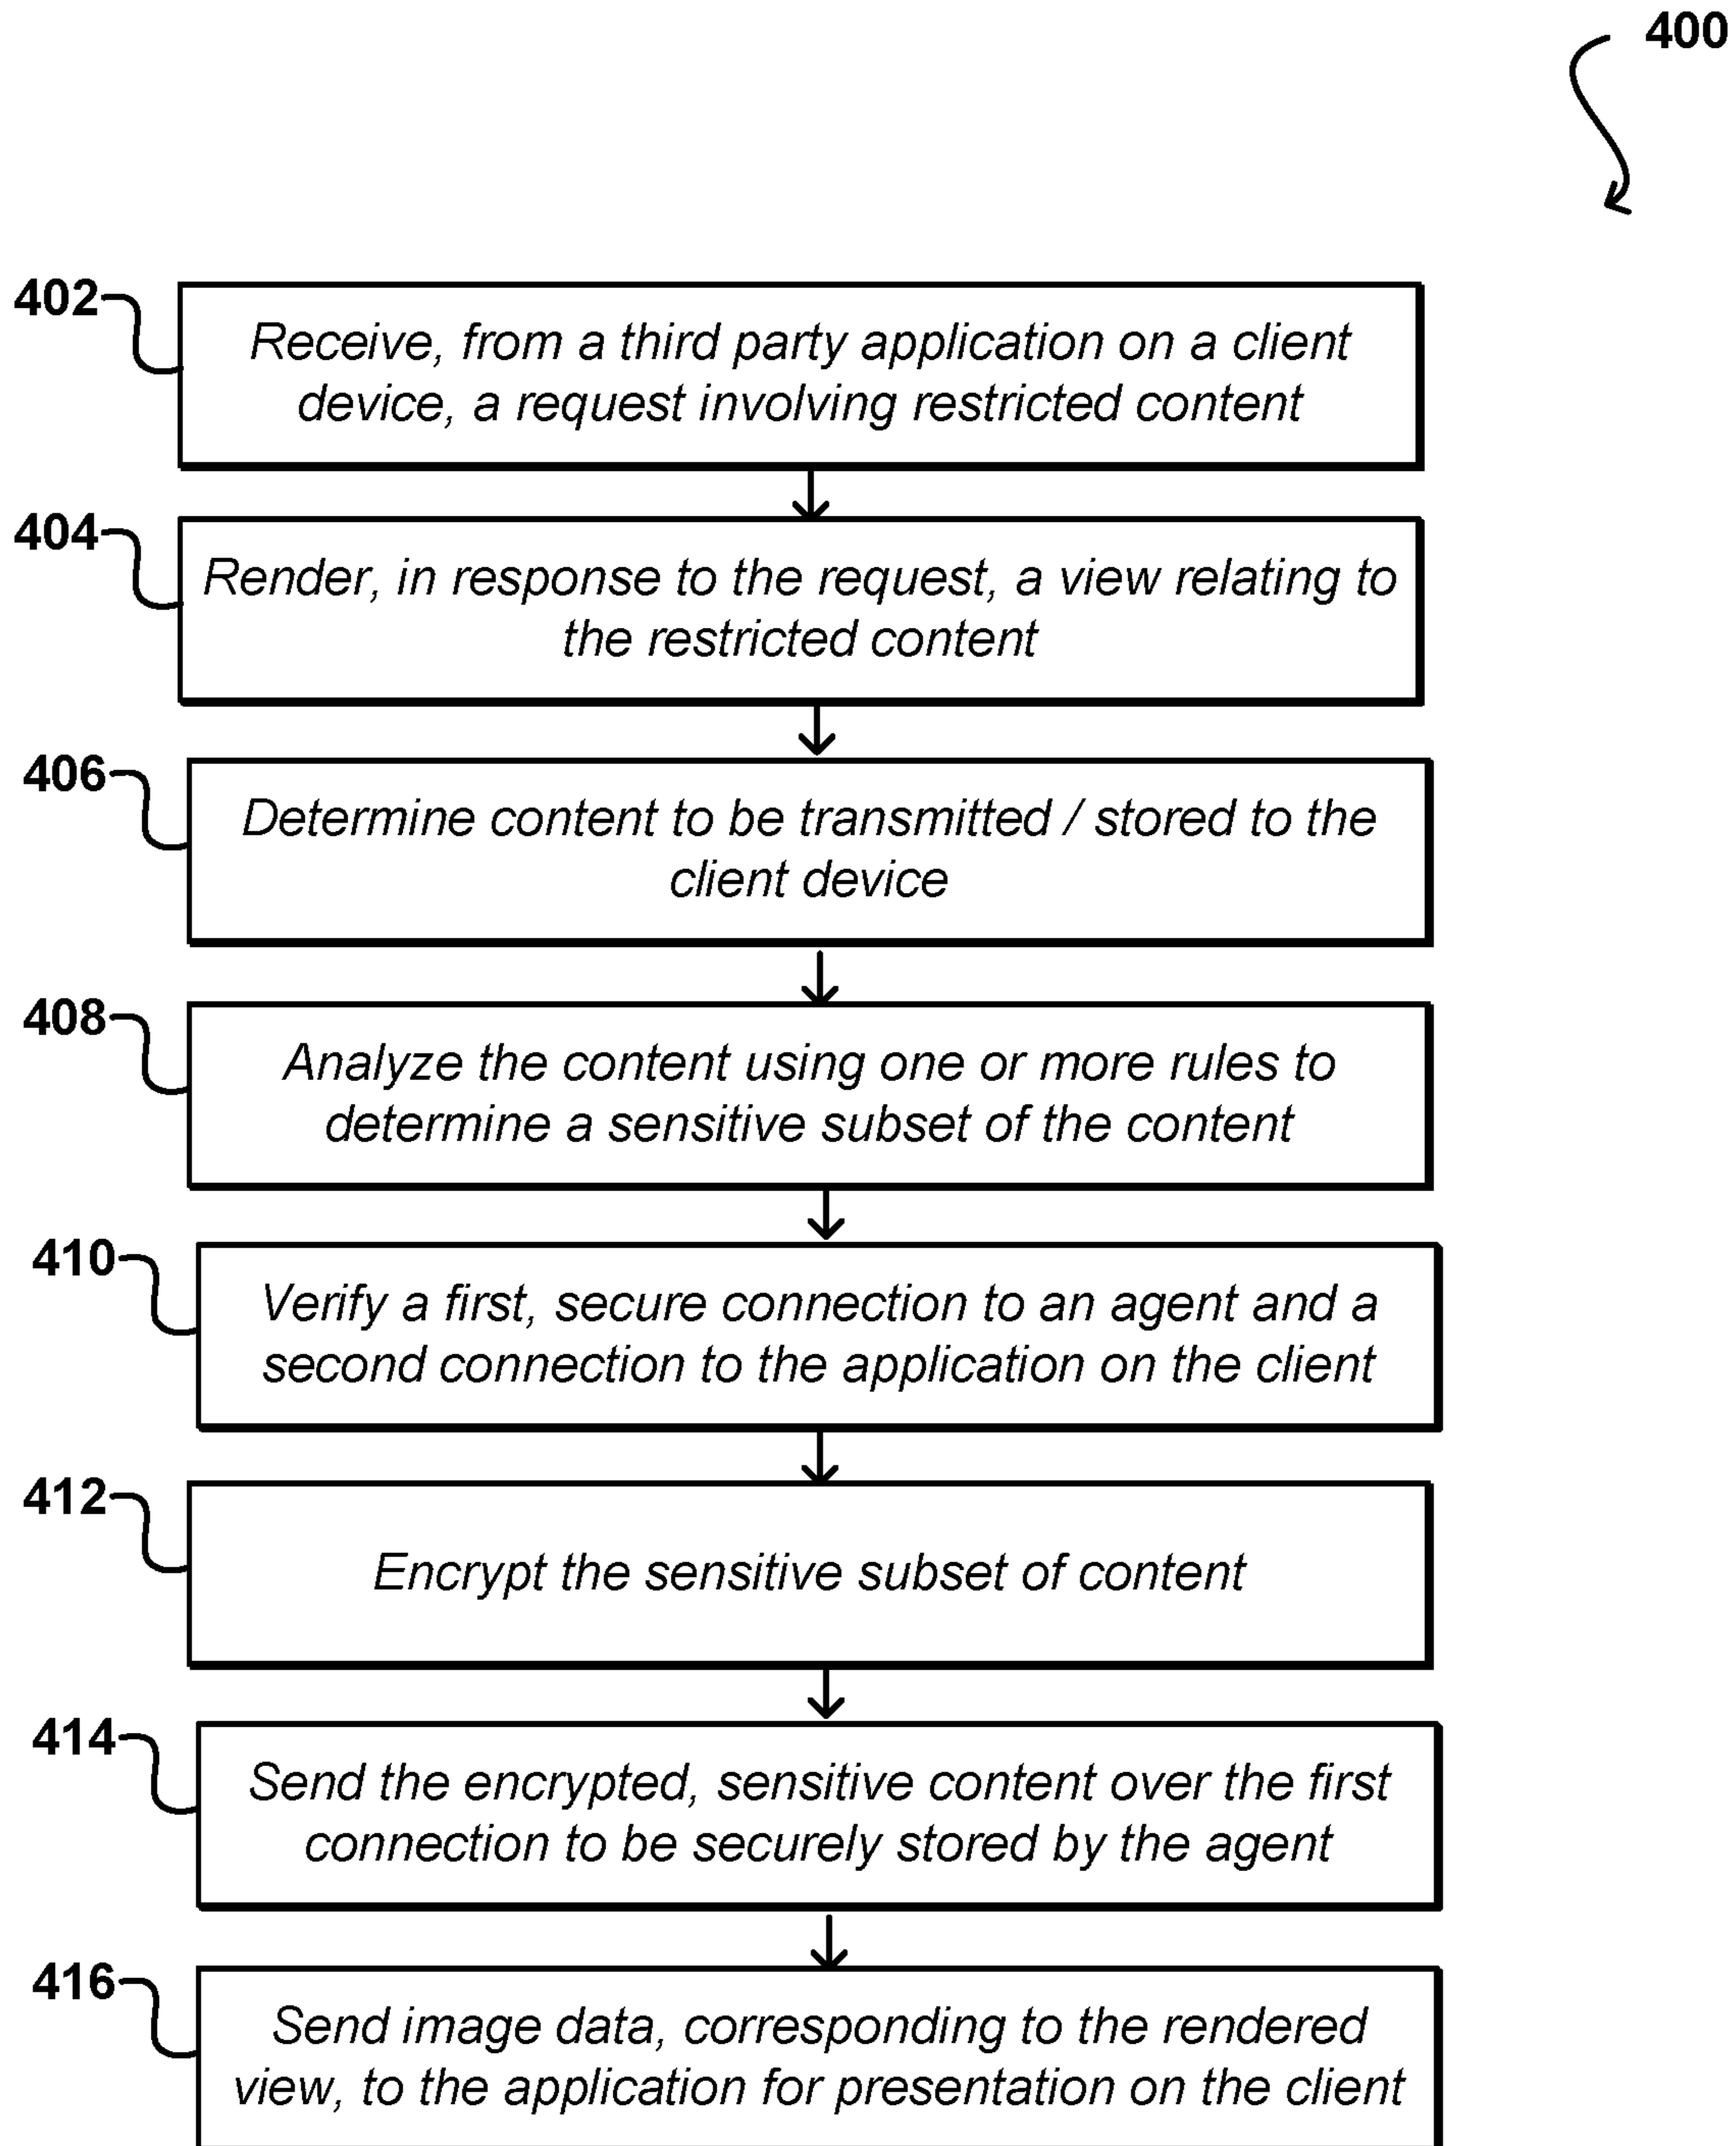 400
402
Receive, from a third party application on a client
device, a request involving restricted content
404
Render, in response to the request, a view relating to
the restricted content
406
Determine content to be transmitted / stored to the
client device
408
Analyze the content using one or more rules to
determine a sensitive subset of the content
410
Verify a first, secure connection to an agent and a
second connection to the application on the client
412
Encrypt the sensitive subset of content
414
Send the encrypted, sensitive content over the first
connection to be securely stored by the agent
416
Send image data, corresponding to the rendered
view, to the application for presentation on the client